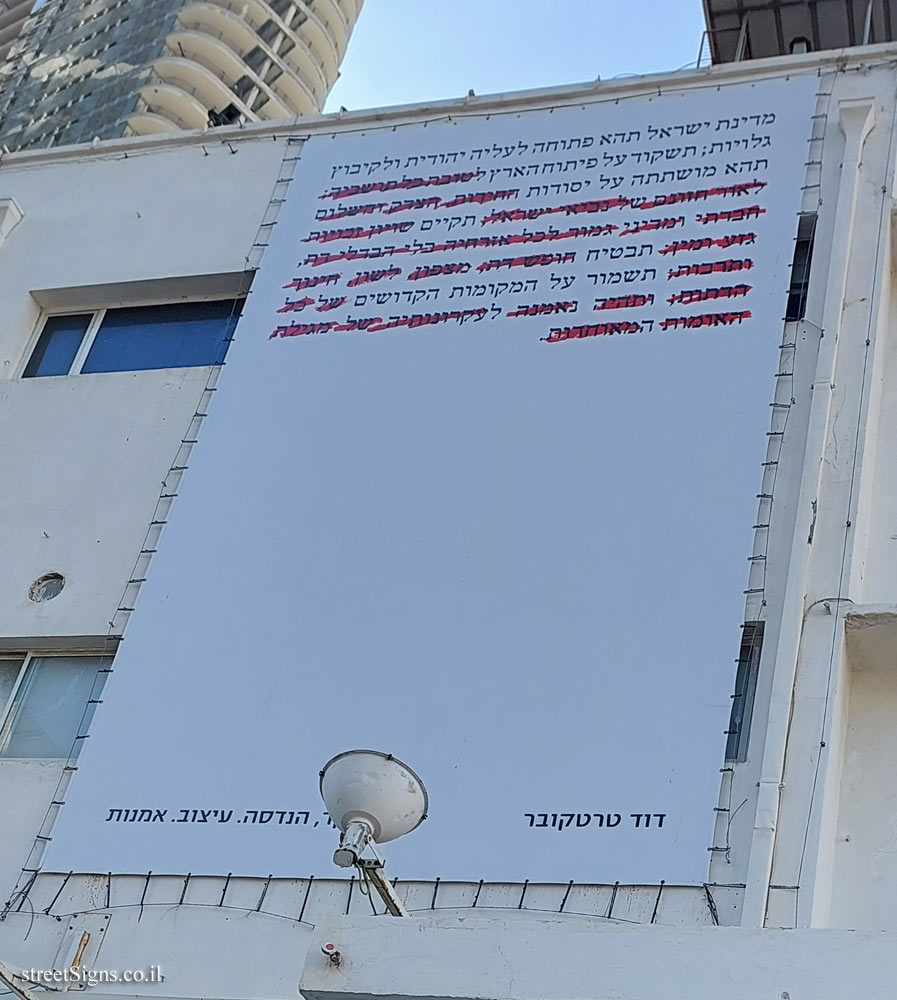 מדינת ישראל תהא פתוחה לעליה יהודית ולקיבוץ
גלויות; תשקוד על פיתוח הארץ לטובת כל תושביה;
תהא מושתתה על יסודות החירות, הצדק והשלום
לאור חזונם של נביאי ישראל, תקיים שויון זכויות
חברתי ומדיני גמור לכל אזרחיה בלי הבדל דת,
גזע ומין, תבטיח חופש דת, מצפון, לשון, חינוך
ותרבות; תשמור על המקומות הקדושים של כל
הדתות; ותהיה נאמנה לעקרונותיה של מגילת
האומות המאוחדות.
דוד טרטקובר
הנדסה. עיצוב. אמנות
streetSigns.co.il